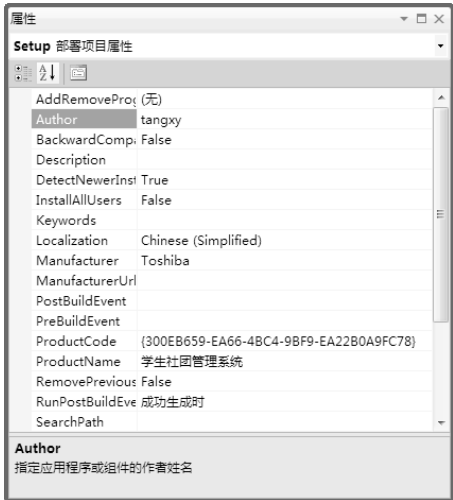 属性
Setup 部署项目属性
AddRemoveProg (无)
Author tangxy
BackwardCompa False
Description
DetectNewerInst True
InstallAllUsers False
Keywords
Localization Chinese (Simplified)
Manufacturer Toshiba
ManufacturerUrl
PostBuildEvent
PreBuildEvent
ProductCode {300EB659-EA66-4BC4-9BF9-EA22B0A9FC78}
ProductName 学生社团管理系统
RemovePrevious False
RunPostBuildEve 成功生成时
SearchPath
Author
指定应用程序或组件的作者姓名